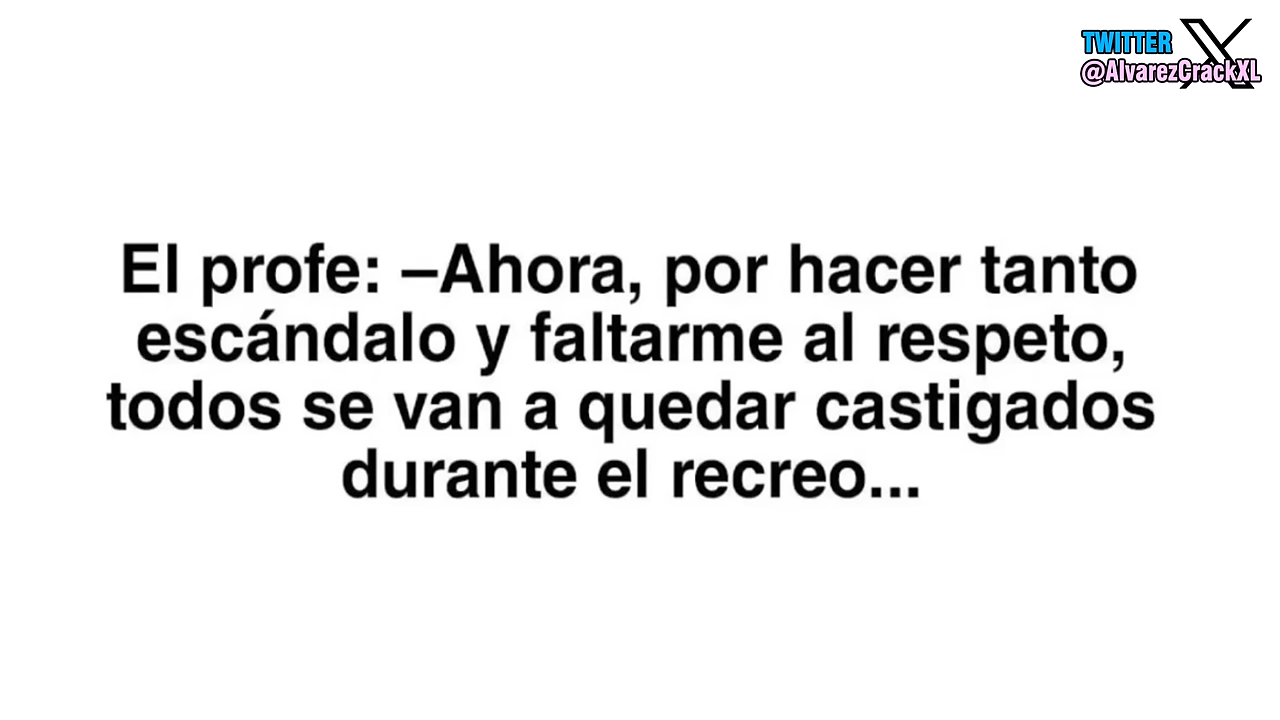 TWITTER
@AlvarezCrackXL
El profe: –Ahora, por hacer tanto
escándalo y faltarme al respeto,
todos se van a quedar castigados
durante el recreo...